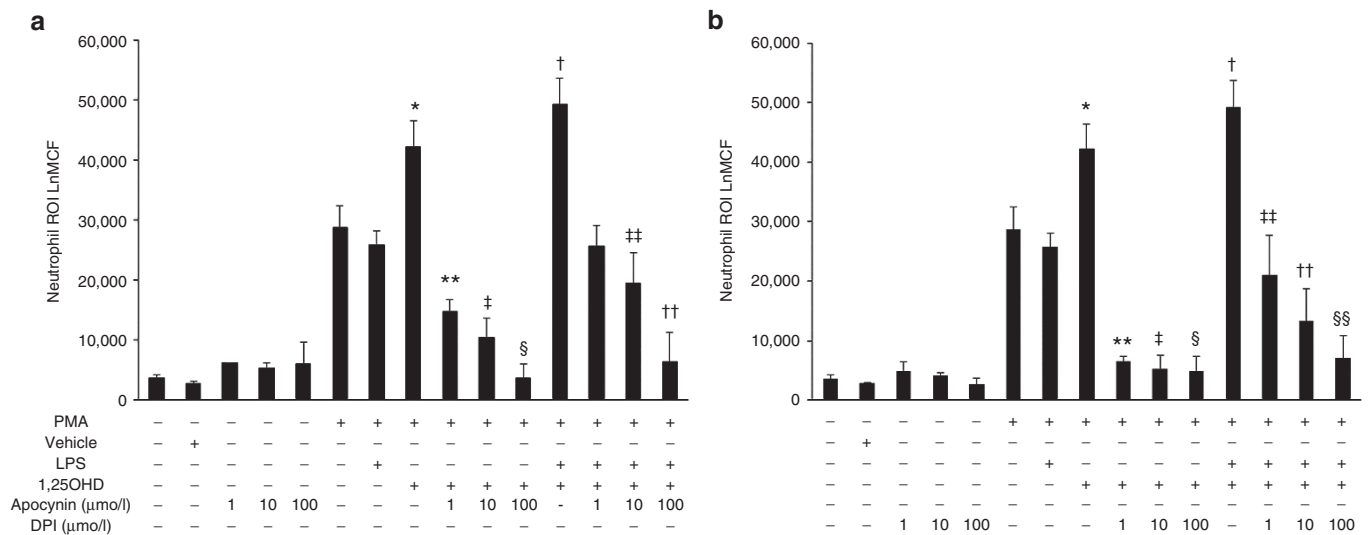 a
60,000
50,000
40,000
30,000
20,000
10,000
0
Neutrophil ROI LnMCF
* ** ‡ § † ‡‡ ††
PMA – – – – – + + + + + + + + + +
Vehicle – + – – – – – – – – – – – – –
LPS – – – – – – + – – – – + + + +
1,25OHD – – – – – – – + + + + + + + +
Apocynin (μmo/l) – – 1 10 100 – – – 1 10 100 - 1 10 100
DPI (μmo/l) – – – – – – – – – – – – – – –
b
60,000
50,000
40,000
30,000
20,000
10,000
0
Neutrophil ROI LnMCF
* ** ‡ § † ‡‡ †† §§
– – – – – + + + + + + + + + +
– + – – – – – – – – – – – – –
– – – – – – + – – – – + + + +
– – – – – – – + + + + + + + +
– – – – – – – – – – – – – – –
– – 1 10 100 – – – 1 10 100 – 1 10 100